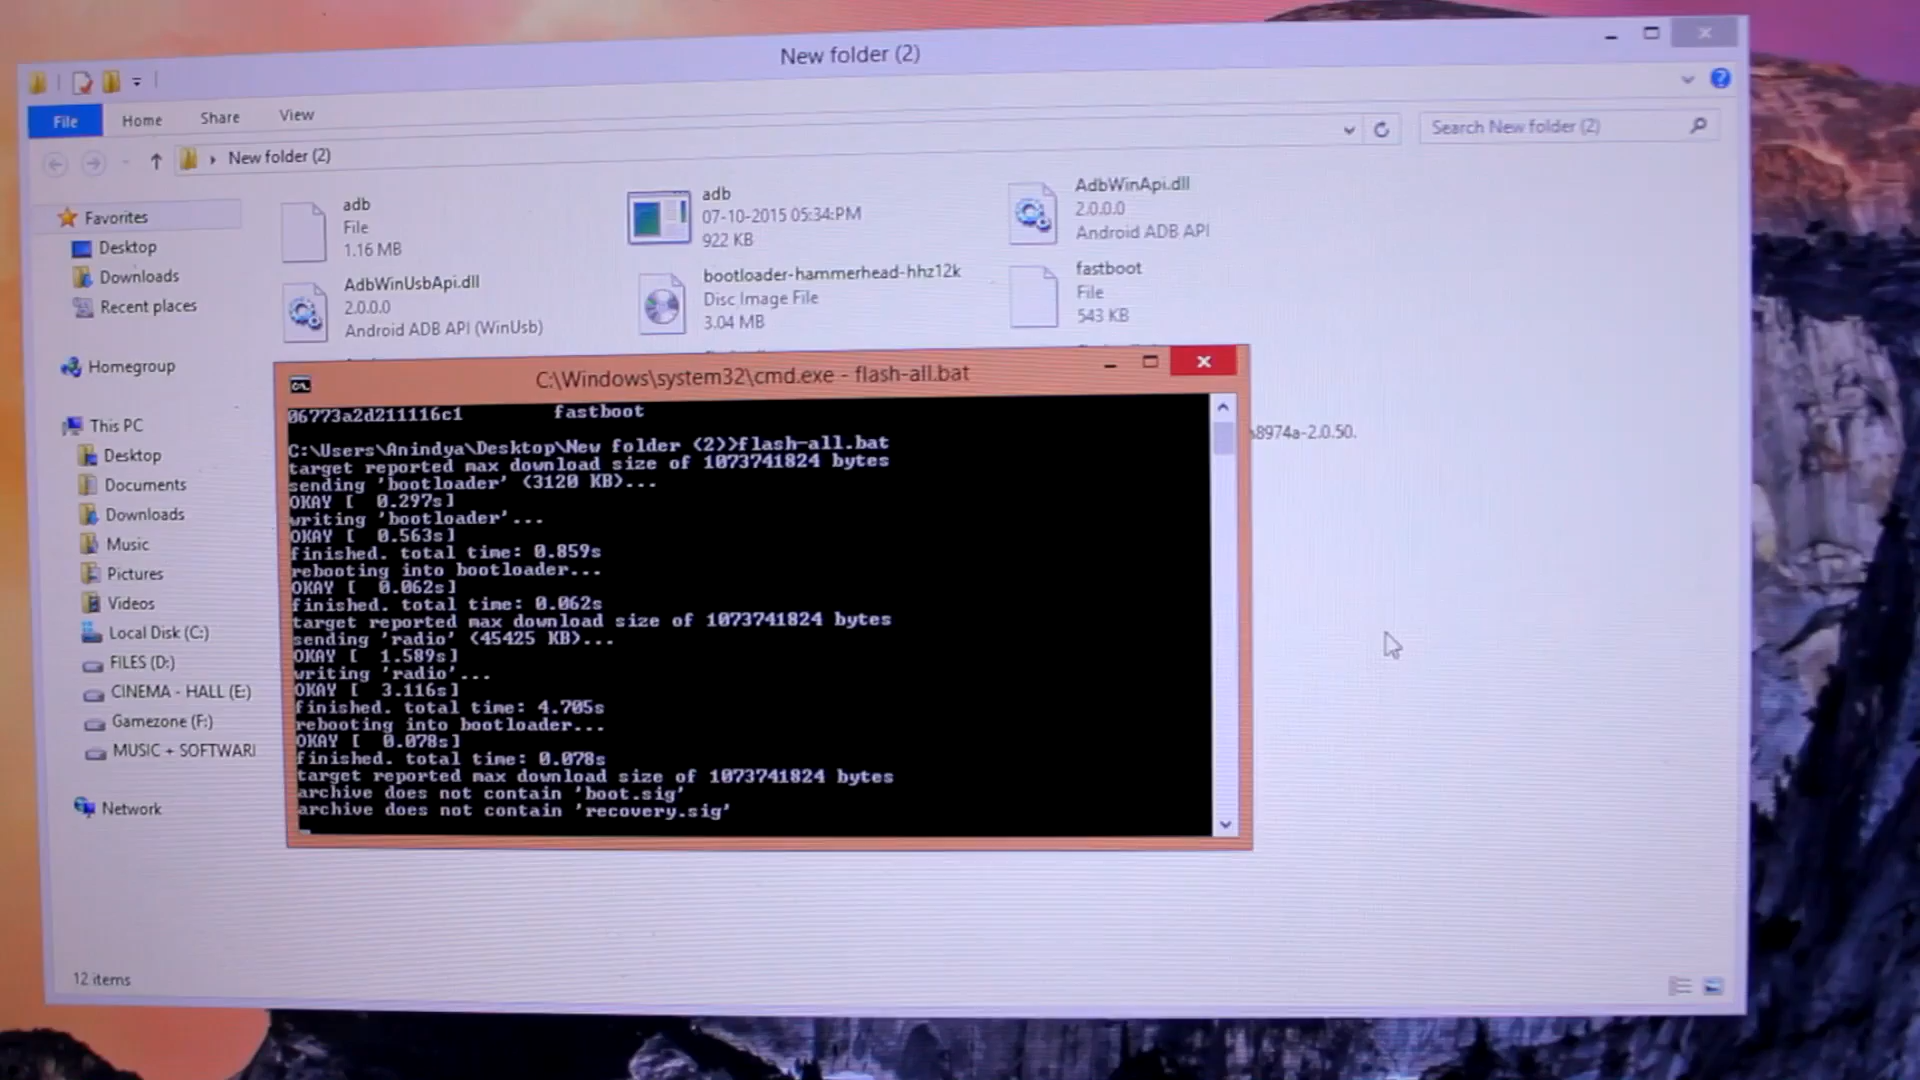 New folder (2)
File
Home
Share
View
New folder (2)
Search New folder (2)
Favorites
Desktop
Downloads
Recent places
Homegroup
This PC
Desktop
Documents
Downloads
Music
Pictures
Videos
Local Disk (C:)
FILES (D:)
CINEMA - HALL (E:)
Gamezone (F:)
MUSIC + SOFTWARI
Network
adb
File
1.16 MB
adb
07-10-2015 05:34:PM
922 KB
AdbWinApi.dll
2.0.0.0
Android ADB API
AdbWinUsbApi.dll
2.0.0.0
Android ADB API (WinUsb)
bootloader-hammerhead-hhz12k
Disc Image File
3.04 MB
fastboot
File
543 KB
8974a-2.0.50.
C:\Windows\system32\cmd.exe - flash-all.bat
06773a2d211116c1 fastboot
C:\Users\Anindya\Desktop\New folder (2)>flash-all.bat
target reported max download size of 1073741824 bytes
sending 'bootloader' (3120 KB)...
OKAY [ 0.297s]
writing 'bootloader'...
OKAY [ 0.563s]
finished. total time: 0.859s
rebooting into bootloader...
OKAY [ 0.062s]
finished. total time: 0.062s
target reported max download size of 1073741824 bytes
sending 'radio' (45425 KB)...
OKAY [ 1.589s]
writing 'radio'...
OKAY [ 3.116s]
finished. total time: 4.705s
rebooting into bootloader...
OKAY [ 0.078s]
finished. total time: 0.078s
target reported max download size of 1073741824 bytes
archive does not contain 'boot.sig'
archive does not contain 'recovery.sig'
12 items